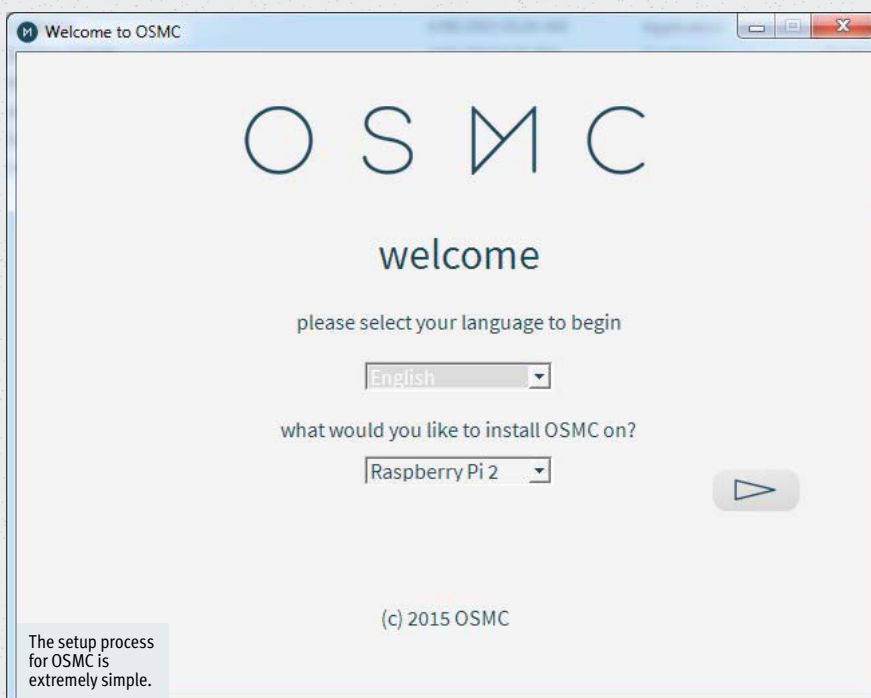 Welcome to OSMC
OSMC
welcome
please select your language to begin
English
what would you like to install OSMC on?
Raspberry Pi 2
(c) 2015 OSMC
The setup process
for OSMC is
extremely simple.